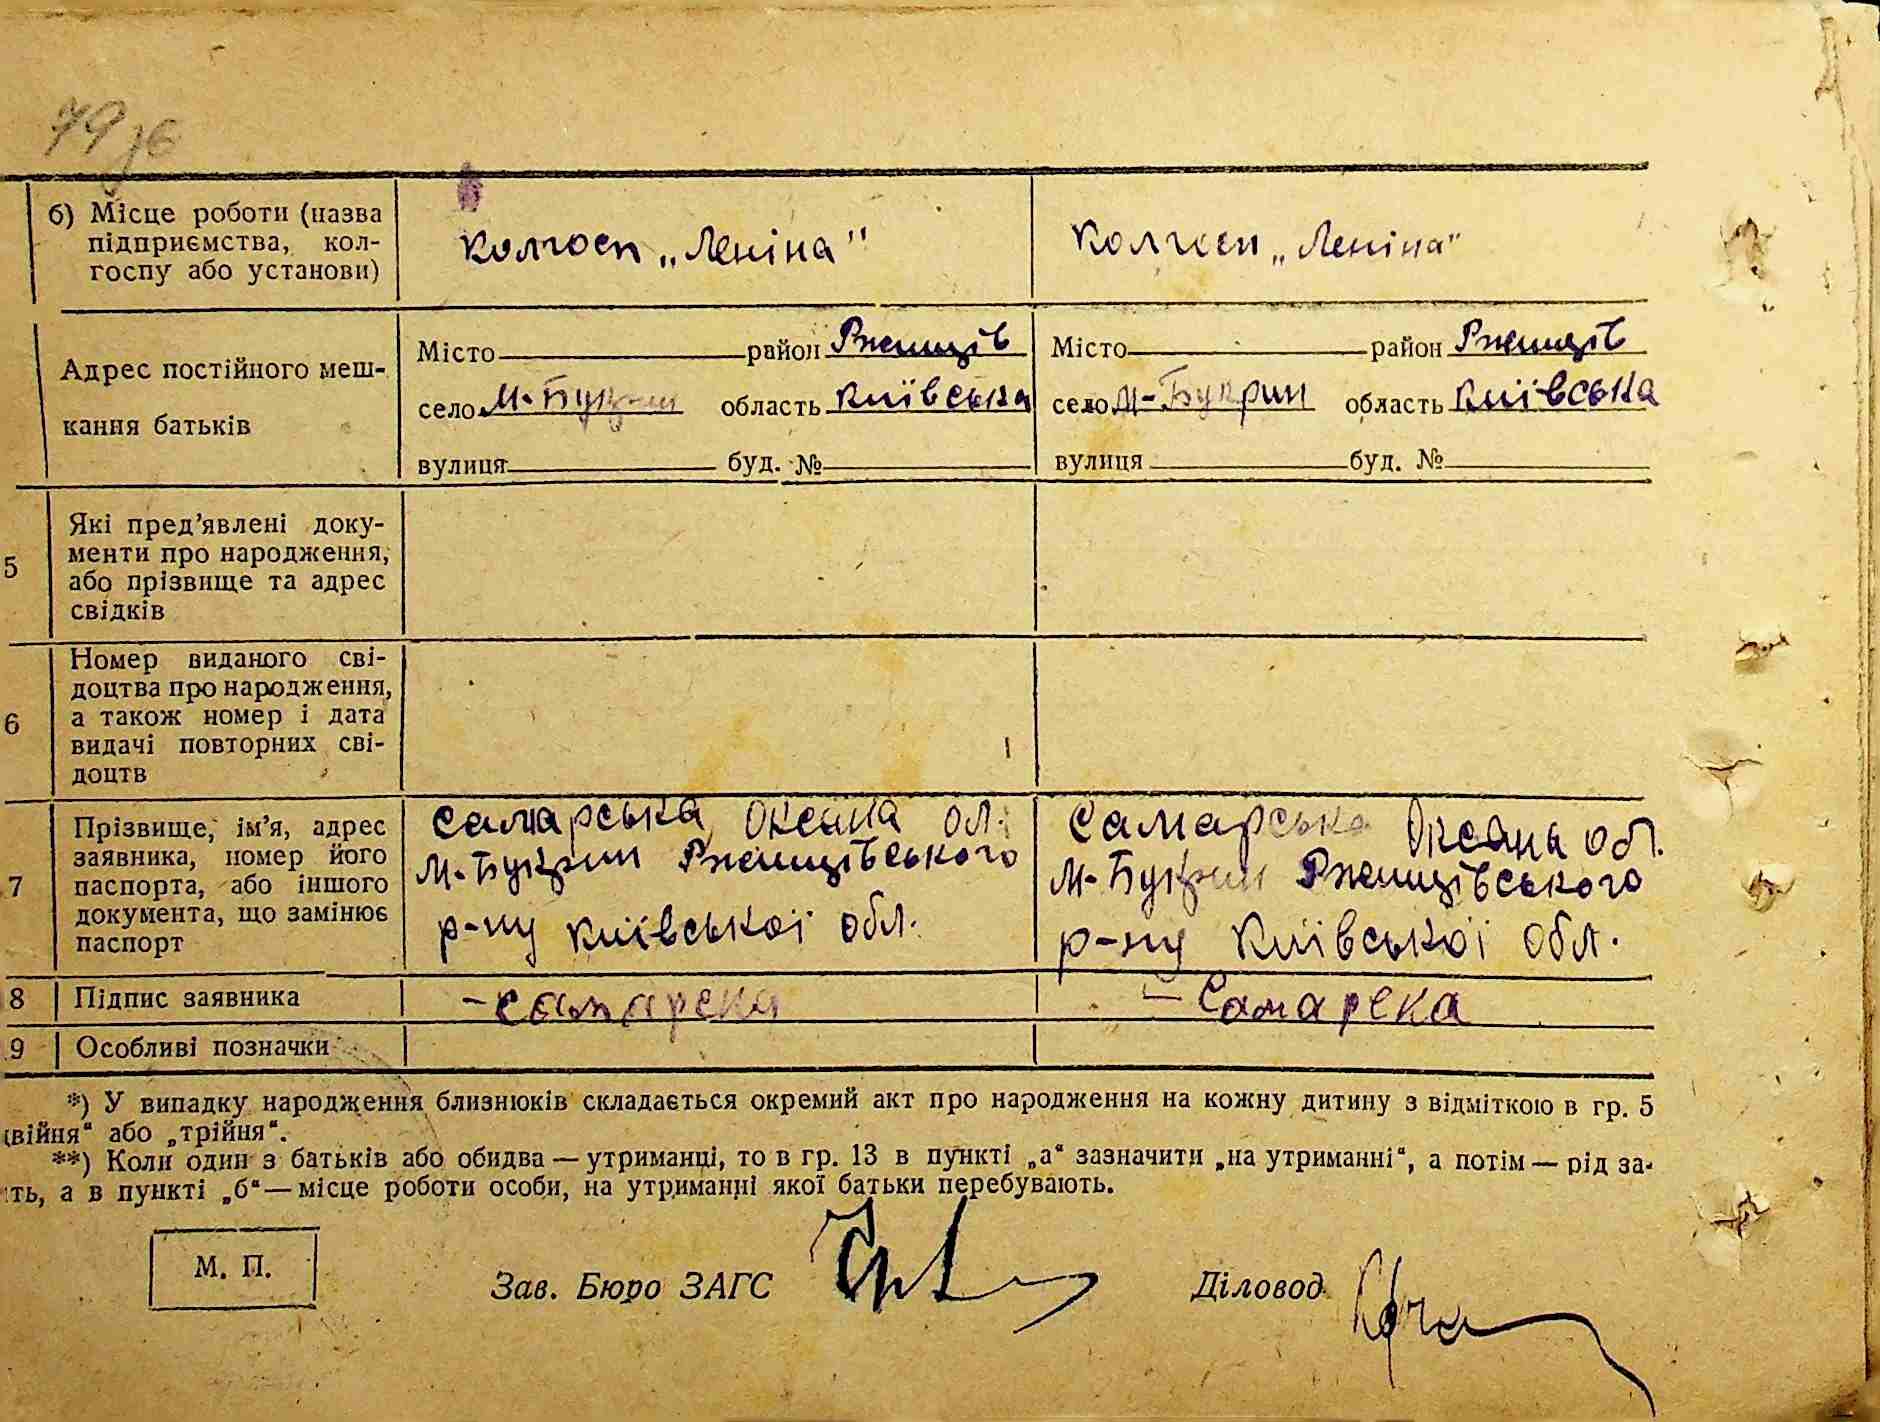 79зв
б) Місце роботи (назва
підприємства, кол-
госпу або установи)
колгосп „Леніна"
колгосп „Леніна"
Адрес постійного меш-
кання батьків
Місто район Ржищів
село М-Букрин область Київська
вулиця буд. №
Місто район Ржищів
село М-Букрин область Київська
вулиця буд. №
5
Які пред'явлені доку-
менти про народження,
або прізвище та адрес
свідків
6
Номер виданого сві-
доцтва про народження,
а також номер і дата
видачі повторних сві-
доцтв
7
Прізвище, ім'я, адрес
заявника, номер його
паспорта, або іншого
документа, що замінює
паспорт
Самарська Оксана Ол.
М-Букрин Ржищівського
р-ну Київської обл.
Самарська Оксана Ол.
М-Букрин Ржищівського
р-ну Київської обл.
8
Підпис заявника
-Самарска
-Самарска
9
Особливі позначки
*) У випадку народження близнюків складається окремий акт про народження на кожну дитину з відміткою в гр. 5
двійня" або „трійня".
**) Коли один з батьків або обидва — утриманці, то в гр. 13 в пункті „а" зазначити „на утриманні", а потім — рід за-
ть, а в пункті „б" — місце роботи особи, на утриманні якої батьки перебувають.
М. П.
Зав. Бюро ЗАГС
Діловод